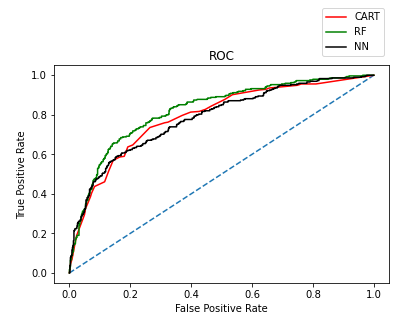 CART
RF
NN
ROC
True Positive Rate
1.0
0.8
0.6
0.4
0.2
0.0
0.0 0.2 0.4 0.6 0.8 1.0
False Positive Rate